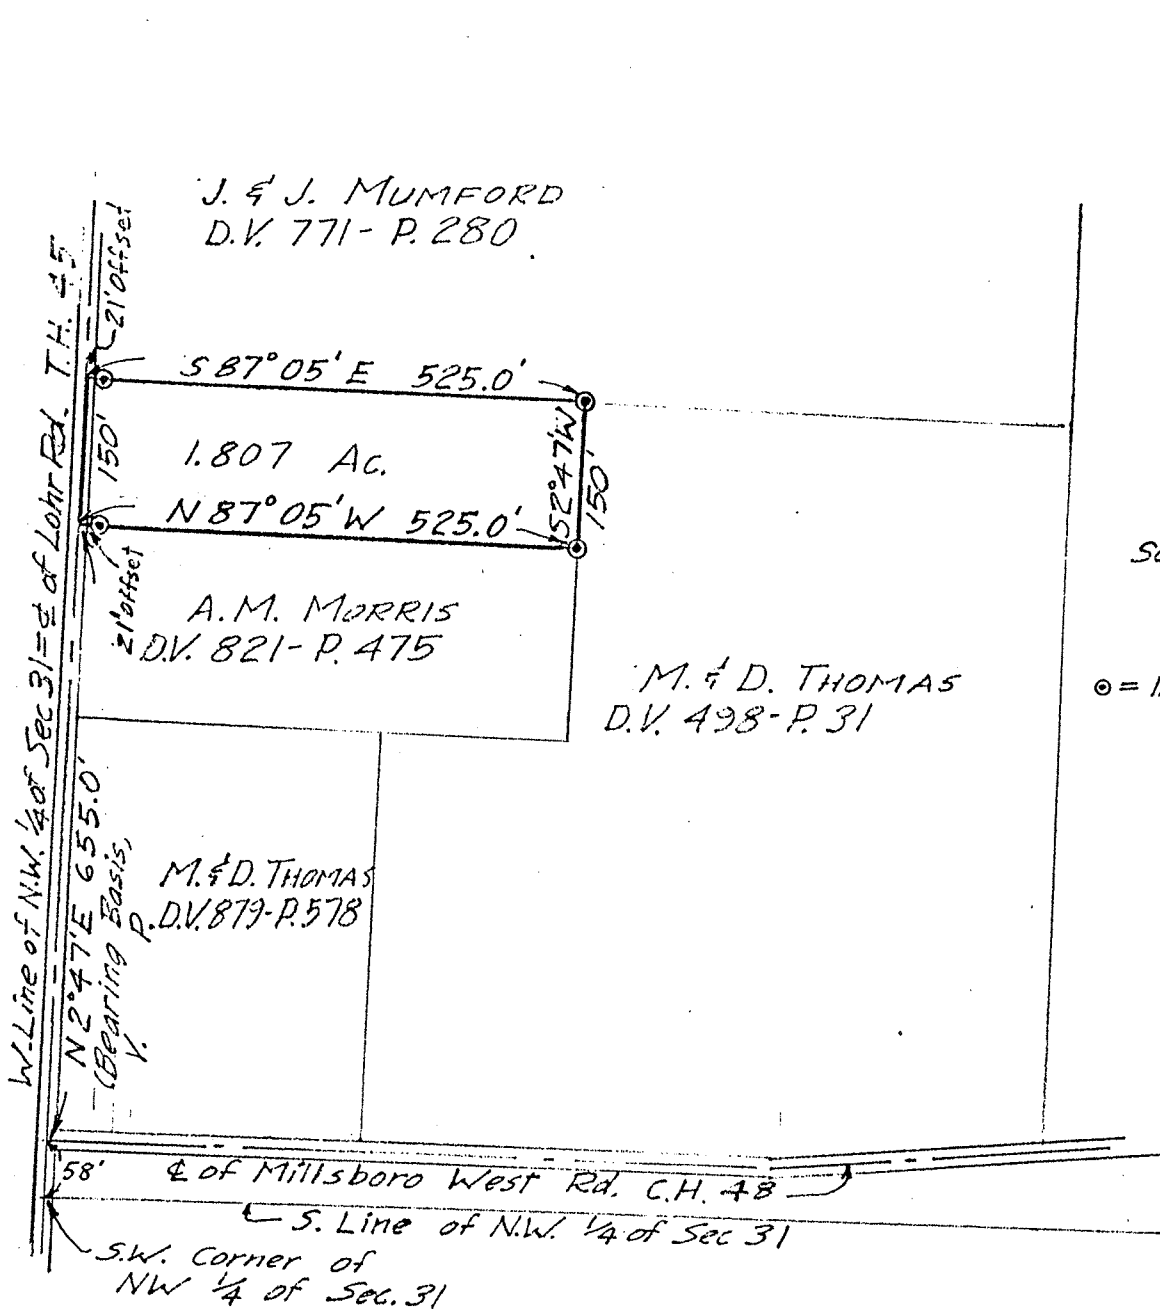 J. & J. MUMFORD
D.V. 771 - P. 280
21' Offset
W. Line of N.W. 1/4 of Sec 31 = ℄ of Lohr Rd. T.H. 45
S 87° 05' E 525.0'
150'
1.807 Ac.
S 2° 47' W
150'
N 87° 05' W 525.0'
21' Offset
A.M. MORRIS
D.V. 821 - P. 475
M. & D. THOMAS
D.V. 498 - P. 31
⊙ =
N 2° 47' E 655.0'
(Bearing Basis,
V. P.
M. & D. THOMAS
D.V. 879 - P. 578
58'
℄ of Millsboro West Rd. C.H. 48
S. Line of N.W. 1/4 of Sec 31
S.W. Corner of
NW 1/4 of Sec. 31